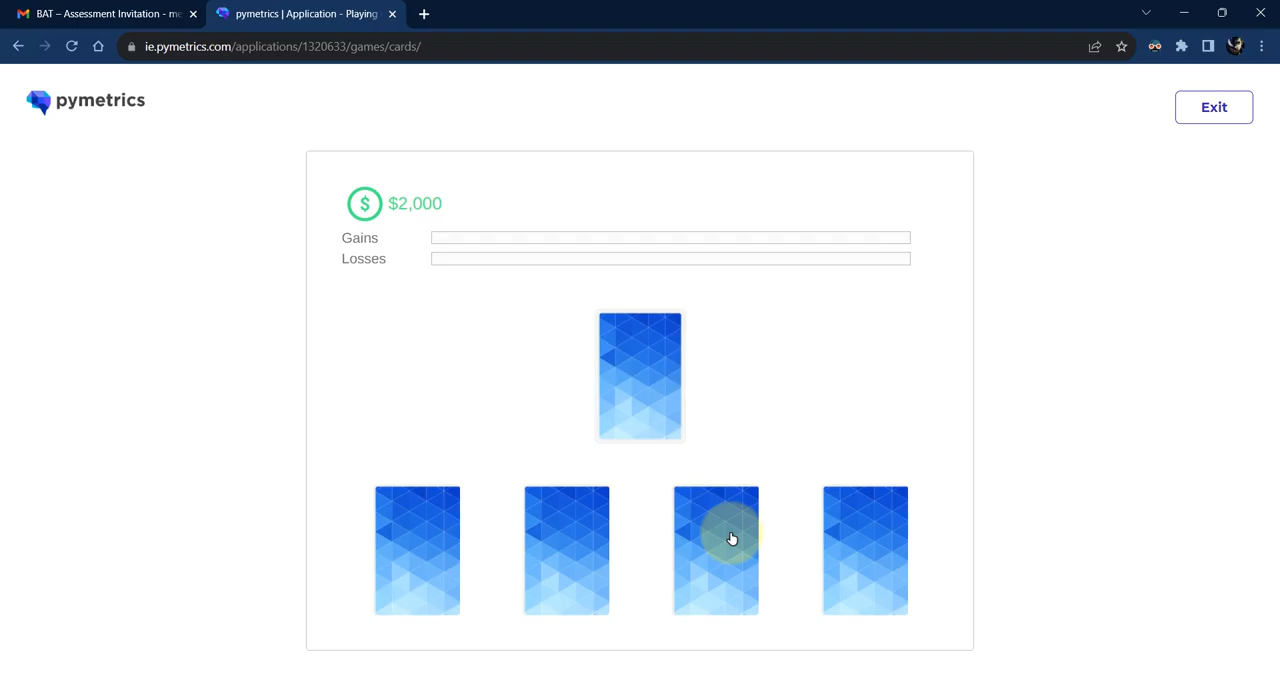 BAT – Assessment Invitation - me
pymetrics | Application - Playing
ie.pymetrics.com/applications/1320633/games/cards/
pymetrics
Exit
$ $2,000
Gains
Losses